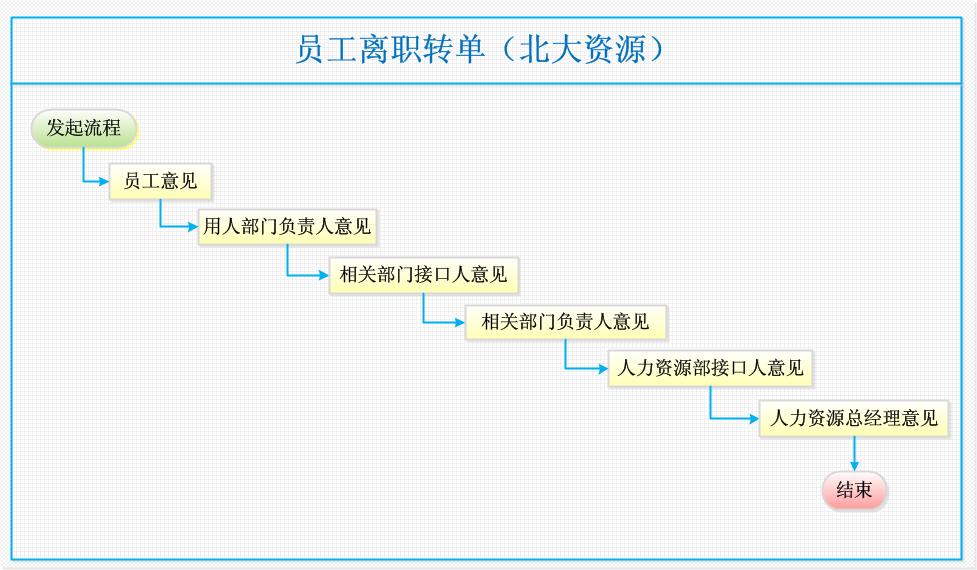 员工离职转单（北大资源）
发起流程
员工意见
用人部门负责人意见
相关部门接口人意见
相关部门负责人意见
人力资源部接口人意见
人力资源总经理意见
结束